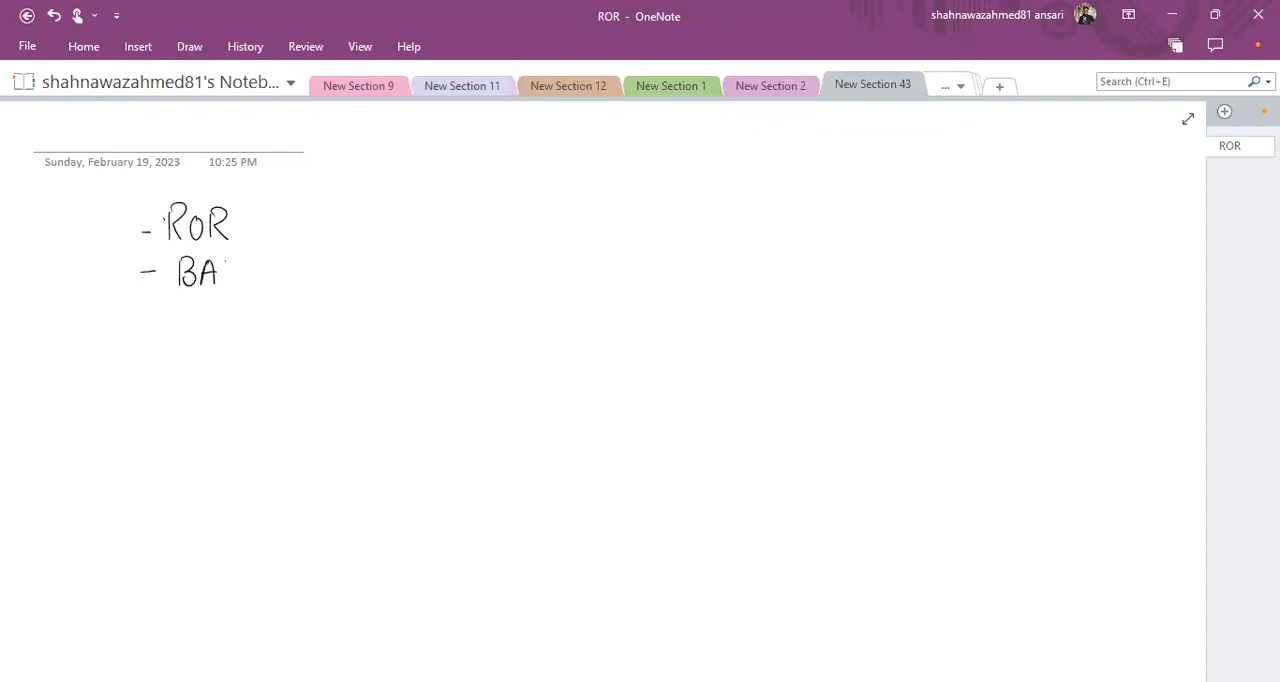 ROR - OneNote
shahnawazahmed81 ansari
File Home Insert Draw History Review View Help
shahnawazahmed81's Noteb...
New Section 9 New Section 11 New Section 12 New Section 1 New Section 2 New Section 43 ...
Search (Ctrl+E)
ROR
Sunday, February 19, 2023 10:25 PM
- ROR
- BA